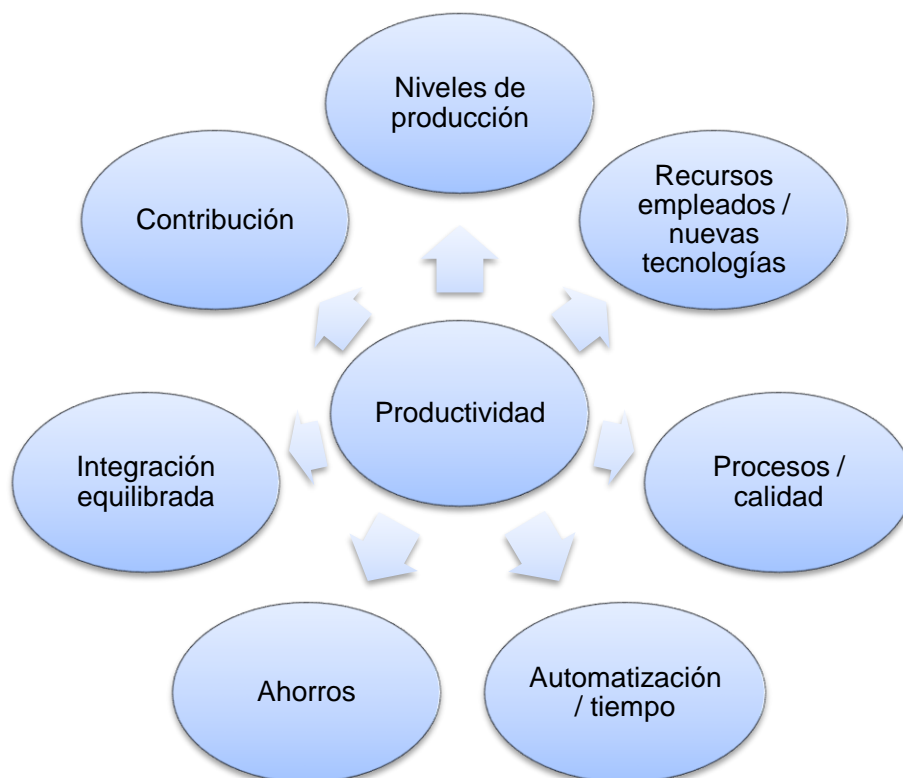 Niveles de
producción
Recursos
empleados /
nuevas
tecnologías
Contribución
Productividad
Integración
equilibrada
Procesos /
calidad
Ahorros
Automatización
/ tiempo